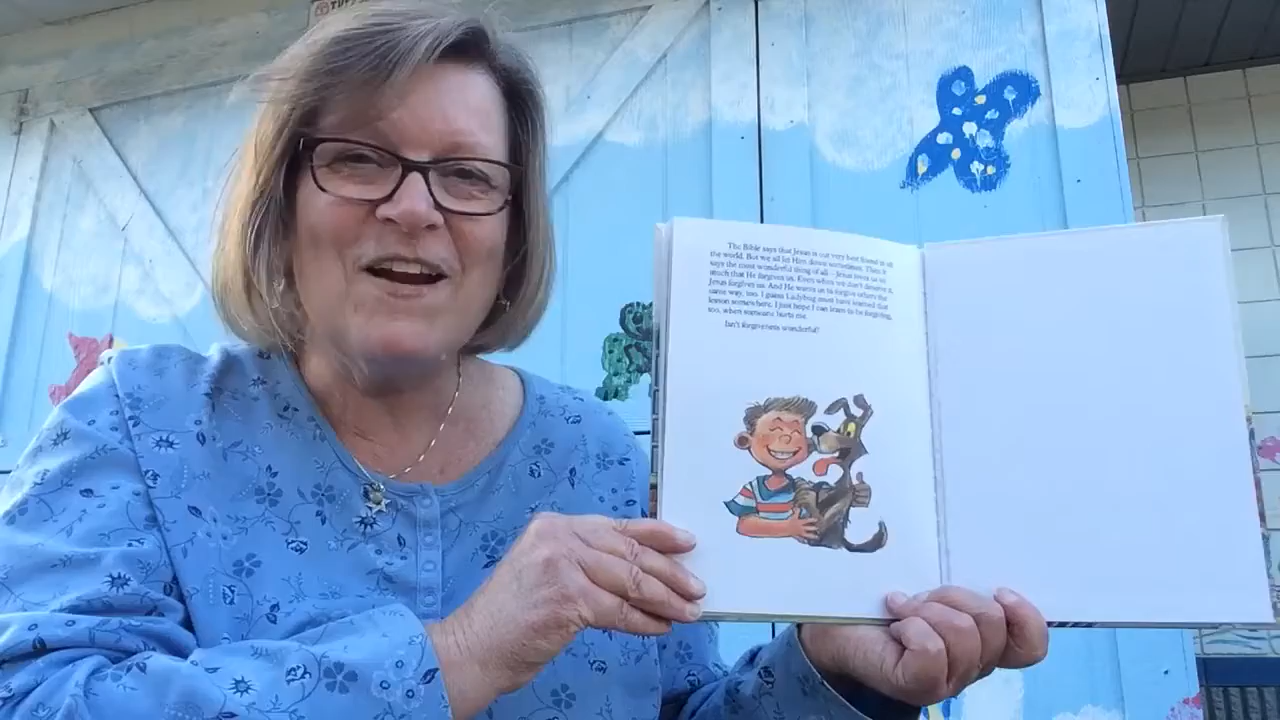 The Bible says that Jesus is our very best friend in all
the world. But we all let Him down sometimes. Then it
says the most wonderful thing of all – Jesus loves us so
much that He forgives us. Even when we don't deserve it,
Jesus forgives us. And He wants us to forgive others the
same way, too. I guess Ladybug must have learned that
lesson somewhere. I just hope I can learn to be forgiving,
too, when someone hurts me.
Isn't forgiveness wonderful?